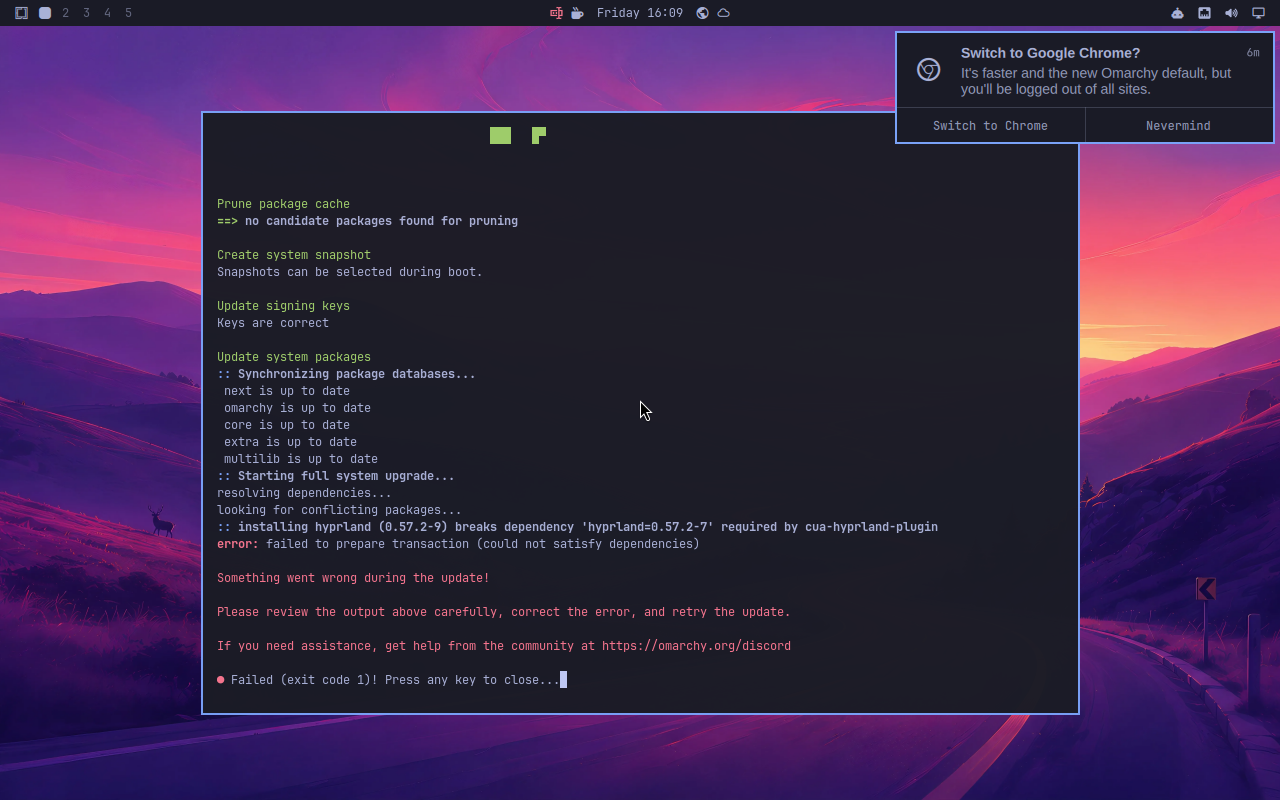 2 3 4 5
Friday 16:09
Switch to Google Chrome?
6m
It's faster and the new Omarchy default, but
you'll be logged out of all sites.
Switch to Chrome
Nevermind
Prune package cache
==> no candidate packages found for pruning
Create system snapshot
Snapshots can be selected during boot.
Update signing keys
Keys are correct
Update system packages
:: Synchronizing package databases...
next is up to date
omarchy is up to date
core is up to date
extra is up to date
multilib is up to date
:: Starting full system upgrade...
resolving dependencies...
looking for conflicting packages...
:: installing hyprland (0.57.2-9) breaks dependency 'hyprland=0.57.2-7' required by cua-hyprland-plugin
error: failed to prepare transaction (could not satisfy dependencies)
Something went wrong during the update!
Please review the output above carefully, correct the error, and retry the update.
If you need assistance, get help from the community at https://omarchy.org/discord
● Failed (exit code 1)! Press any key to close...